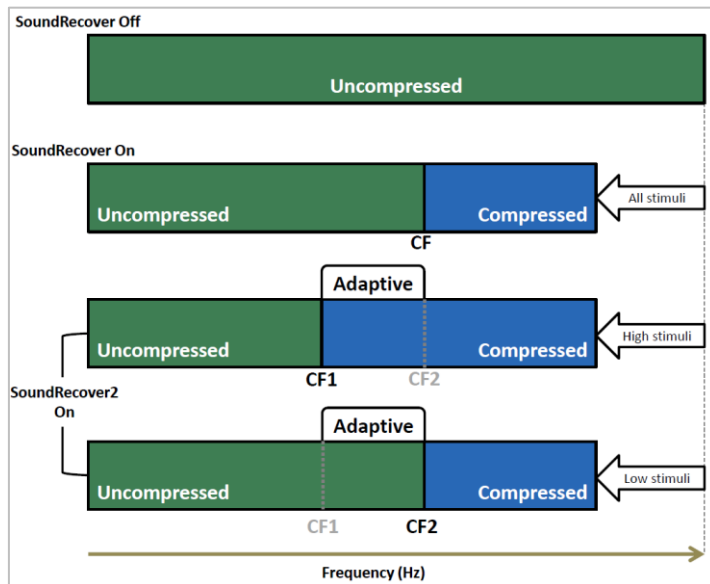 SoundRecover Off
Uncompressed
SoundRecover On
Uncompressed
Compressed
All stimuli
CF
Adaptive
Uncompressed
Compressed
High stimuli
CF1
CF2
SoundRecover2
On
Adaptive
Uncompressed
Compressed
Low stimuli
CF1
CF2
Frequency (Hz)